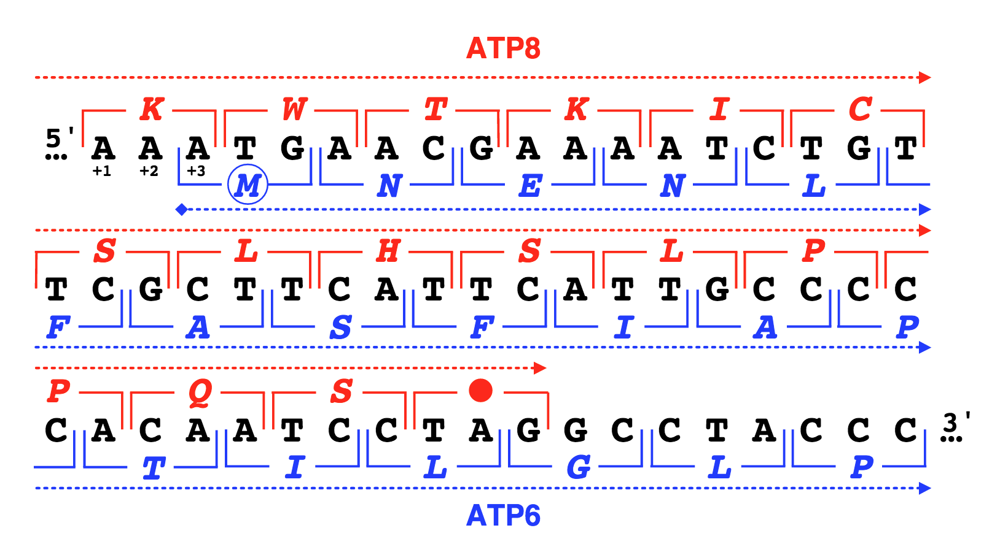 ATP8
K W T K I C
5' A A A T G A A C G A A A A T C T G T
... +1 +2 +3
M N E N L
S L H S L P
T C G C T T C A T T C A T T G C C C C
F A S F I A P
P Q S
C A C A A T C C T A G G C C T A C C C 3'
...
T I L G L P
ATP6